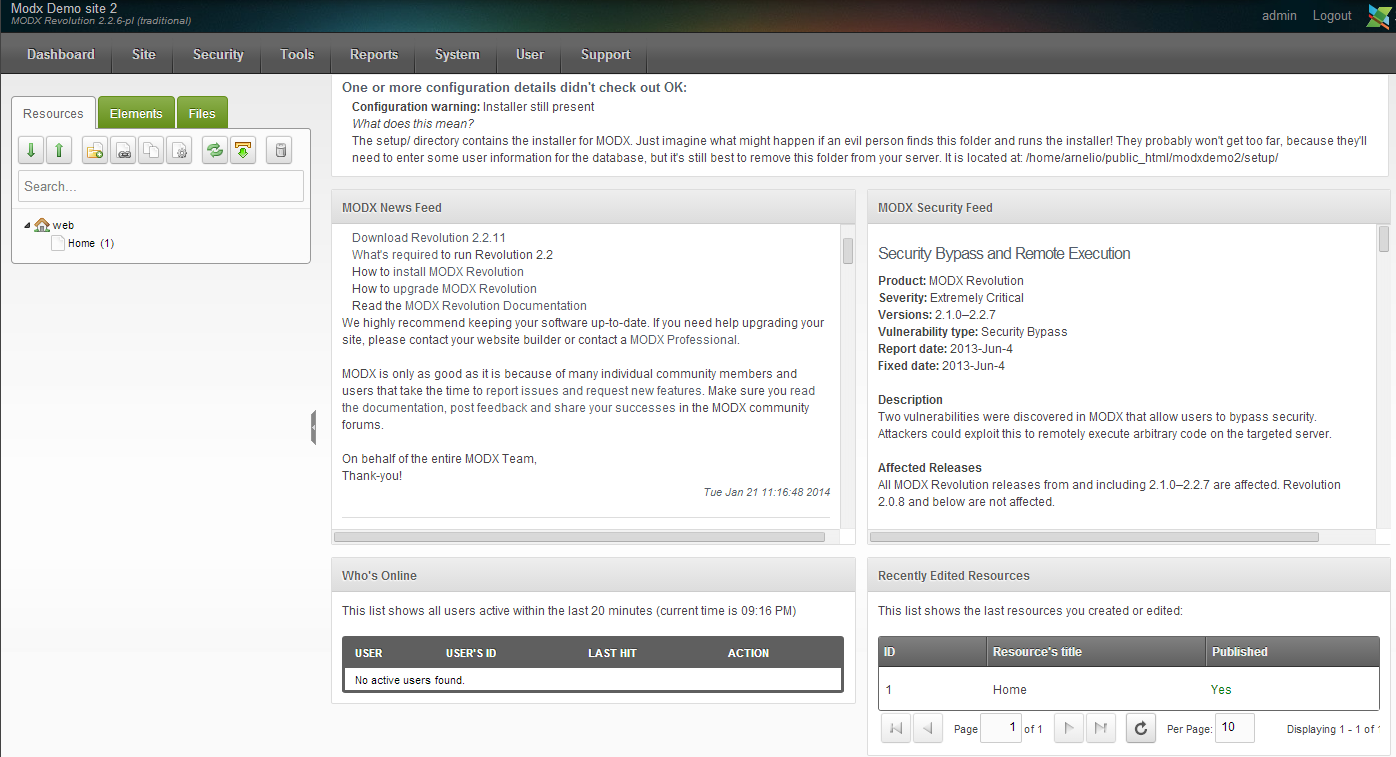 Modx Demo site 2
MODX Revolution 2.2.6-pl (traditional)
admin Logout
Dashboard Site Security Tools Reports System User Support
Resources Elements Files
Search...
web
Home (1)
One or more configuration details didn't check out OK:
Configuration warning: Installer still present
What does this mean?
The setup/ directory contains the installer for MODX. Just imagine what might happen if an evil person finds this folder and runs the installer! They probably won't get too far, because they'll
need to enter some user information for the database, but it's still best to remove this folder from your server. It is located at: /home/arnelio/public_html/modxdemo2/setup/
MODX News Feed
Download Revolution 2.2.11
What's required to run Revolution 2.2
How to install MODX Revolution
How to upgrade MODX Revolution
Read the MODX Revolution Documentation
We highly recommend keeping your software up-to-date. If you need help upgrading your
site, please contact your website builder or contact a MODX Professional.
MODX is only as good as it is because of many individual community members and
users that take the time to report issues and request new features. Make sure you read
the documentation, post feedback and share your successes in the MODX community
forums.
On behalf of the entire MODX Team,
Thank-you!
Tue Jan 21 11:16:48 2014
MODX Security Feed
Security Bypass and Remote Execution
Product: MODX Revolution
Severity: Extremely Critical
Versions: 2.1.0–2.2.7
Vulnerability type: Security Bypass
Report date: 2013-Jun-4
Fixed date: 2013-Jun-4
Description
Two vulnerabilities were discovered in MODX that allow users to bypass security.
Attackers could exploit this to remotely execute arbitrary code on the targeted server.
Affected Releases
All MODX Revolution releases from and including 2.1.0–2.2.7 are affected. Revolution
2.0.8 and below are not affected.
Who's Online
This list shows all users active within the last 20 minutes (current time is 09:16 PM)
USER USER'S ID LAST HIT ACTION
No active users found.
Recently Edited Resources
This list shows the last resources you created or edited:
ID Resource's title Published
1 Home Yes
Page 1 of 1 Per Page: 10 Displaying 1 - 1 of